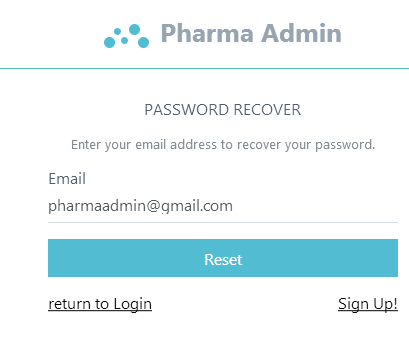 Pharma Admin
PASSWORD RECOVER
Enter your email address to recover your password.
Email
pharmaadmin@gmail.com
Reset
return to Login Sign Up!